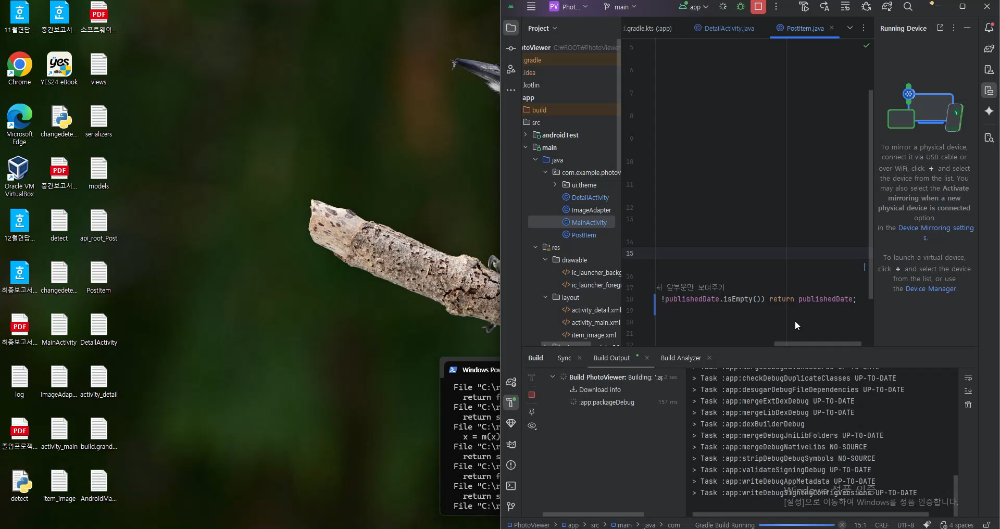 11월면담...
중간보고서...
소프트웨어...
Chrome
YES24 eBook
views
Microsoft
Edge
changedete...
serializers
Oracle VM
VirtualBox
중간보고서...
models
12월면담...
detect
api_root_Post
최종보고서...
changedete...
PostItem
최종보고서...
MainActivity
DetailActivity
log
ImageAdap...
activity_detail
졸업프로젝...
activity_main
build.grand...
detect
item_image
AndroidMa...
Windows Pow
File "C:\r
return f
File "C:\r
return s
File "C:\r
x = m(x)
File "C:\r
return s
File "C:\r
return f
File "C:\r
return s
File "C:\r
PV Phot...
main
app
Project
.gradle.kts (:app)
DetailActivity.java
PostItem.java
Running Device
otoViewer C:₩ROOT₩PhotoViewer
.gradle
.idea
.kotlin
app
build
src
androidTest
main
java
com.example.photov
ui.theme
DetailActivity
ImageAdapter
MainActivity
PostItem
res
drawable
ic_launcher_backg
ic_launcher_foregr
layout
activity_detail.xml
activity_main.xml
item_image.xml
5
6
7
8
9
10
11
12
13
14
15
16
17 서 앞부분만 보여주기
18 !publishedDate.isEmpty()) return publishedDate;
19
20
21
22
To mirror a physical device,
connect it via USB cable or
over WiFi, click + and select
the device from the list. You
may also select the Activate
mirroring when a new
physical device is connected
option
in the Device Mirroring setting
s.
To launch a virtual device,
click + and select the device
from the list, or use
the Device Manager.
Build
Sync
Build Output
Build Analyzer
Build PhotoViewer: Building: ':ap 2 sec
Download info
:app:packageDebug 157 ms
> Task :app:checkDebugDuplicateClasses UP-TO-DATE
> Task :app:desugarDebugFileDependencies UP-TO-DATE
> Task :app:mergeExtDexDebug UP-TO-DATE
> Task :app:mergeLibDexDebug UP-TO-DATE
> Task :app:dexBuilderDebug
> Task :app:mergeDebugJniLibFolders UP-TO-DATE
> Task :app:mergeDebugNativeLibs NO-SOURCE
> Task :app:stripDebugDebugSymbols NO-SOURCE
> Task :app:validateSigningDebug UP-TO-DATE
> Task :app:writeDebugAppMetadata UP-TO-DATE
> Task :app:writeDebugSigningConfigVersions UP-TO-DATE
Windows 정품 인증
[설정]으로 이동하여 Windows를 정품 인증합니다.
PhotoViewer > app > src > main > java > com
Gradle Build Running
15:1
CRLF
UTF-8
4 spaces